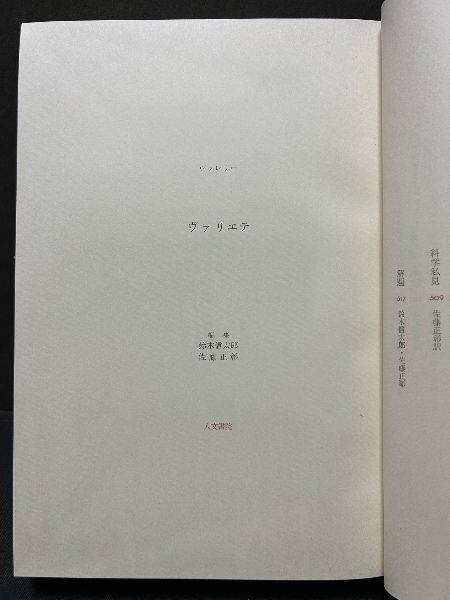 ヴァレリー
ヴァリエテ
編集
鈴木信太郎
佐藤正彰
人文書院
科学私見 509 佐藤正彰訳
解題 511 鈴木信太郎・佐藤正彰